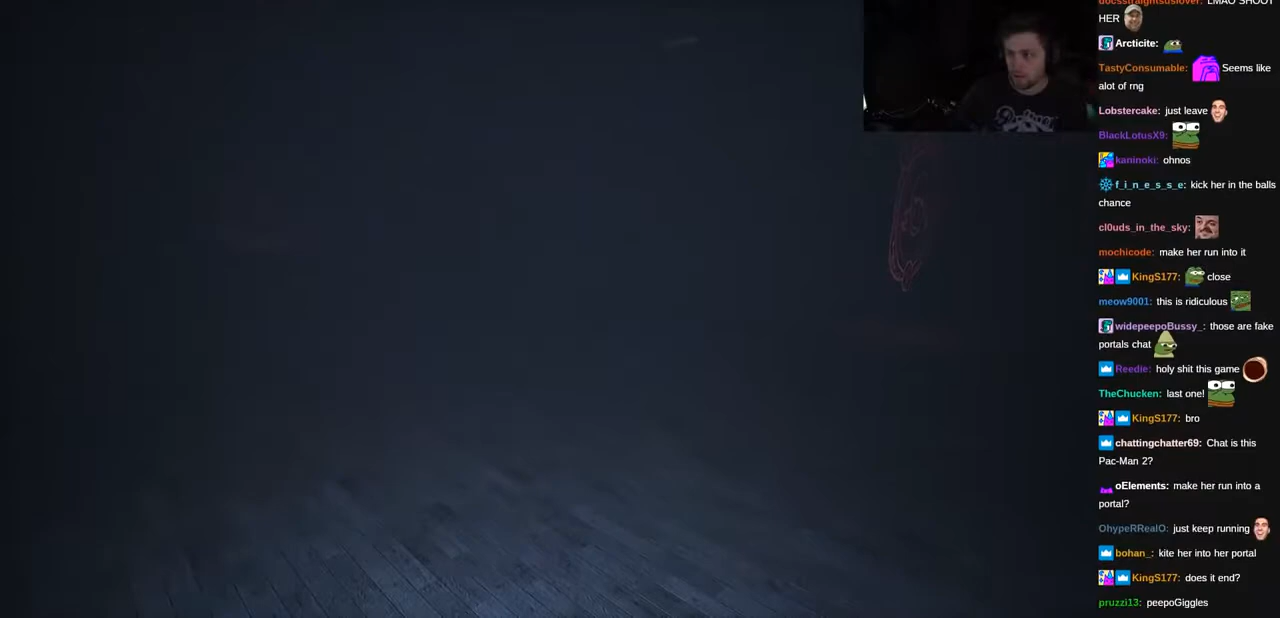 docsstraightsuslover: LMAO SHOOT
HER
Arcticite:
TastyConsumable: Seems like
alot of rng
Lobstercake: just leave
BlackLotusX9:
kaninoki: ohnos
f_i_n_e_s_s_e: kick her in the balls
chance
cl0uds_in_the_sky:
mochicode: make her run into it
KingS177: close
meow9001: this is ridiculous
widepeepoBussy_: those are fake
portals chat
Reedie: holy shit this game
TheChucken: last one!
KingS177: bro
chattingchatter69: Chat is this
Pac-Man 2?
oElements: make her run into a
portal?
OhypeRRealO: just keep running
bohan_: kite her into her portal
KingS177: does it end?
pruzzi13: peepoGiggles